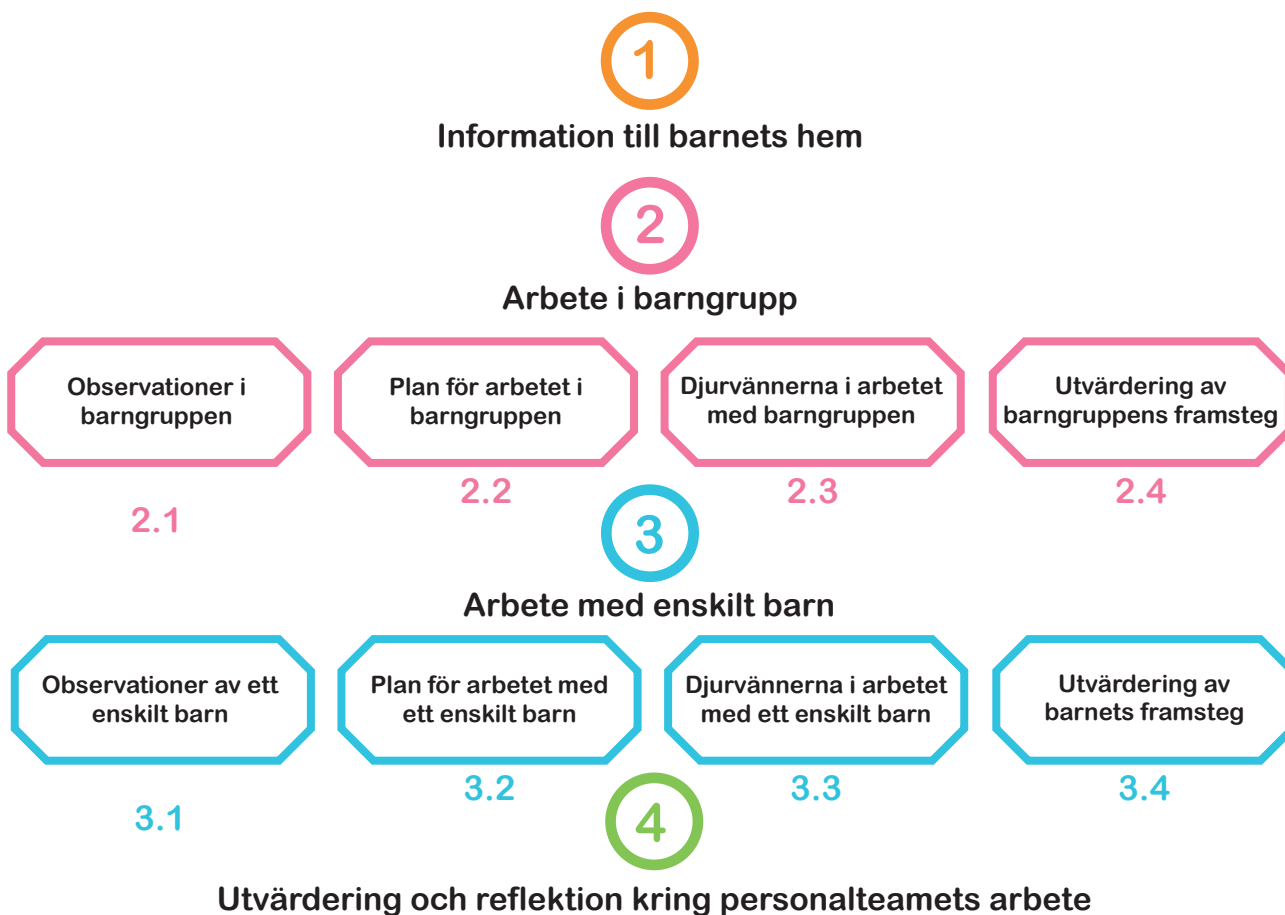 1
Information till barnets hem
2
Arbete i barngrupp
Observationer i
barngruppen
2.1
Plan för arbetet i
barngruppen
2.2
Djurvännerna i arbetet
med barngruppen
2.3
Utvärdering av
barngruppens framsteg
2.4
3
Arbete med enskilt barn
Observationer av ett
enskilt barn
3.1
Plan för arbetet med
ett enskilt barn
3.2
Djurvännerna i arbetet
med ett enskilt barn
3.3
Utvärdering av
barnets framsteg
3.4
4
Utvärdering och reflektion kring personalteamets arbete